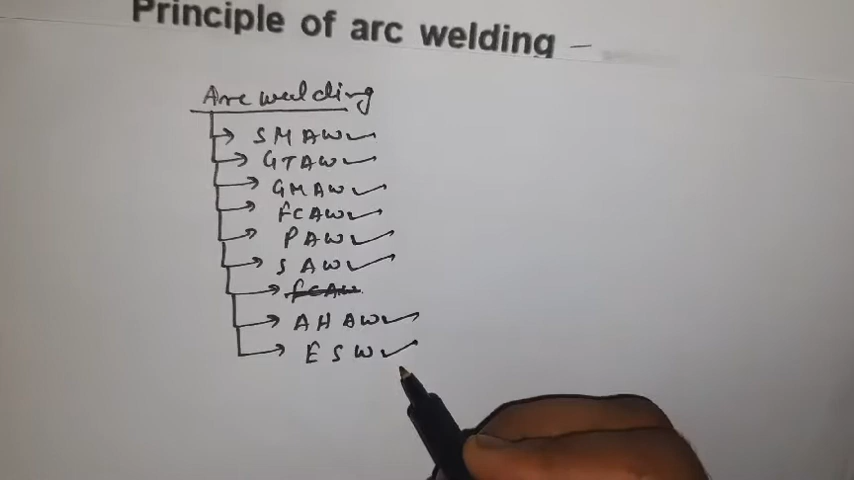 Principle of arc welding –
Arc welding
SMAW
GTAW
GMAW
FCAW
PAW
SAW
FCAW
AHAW
ESW